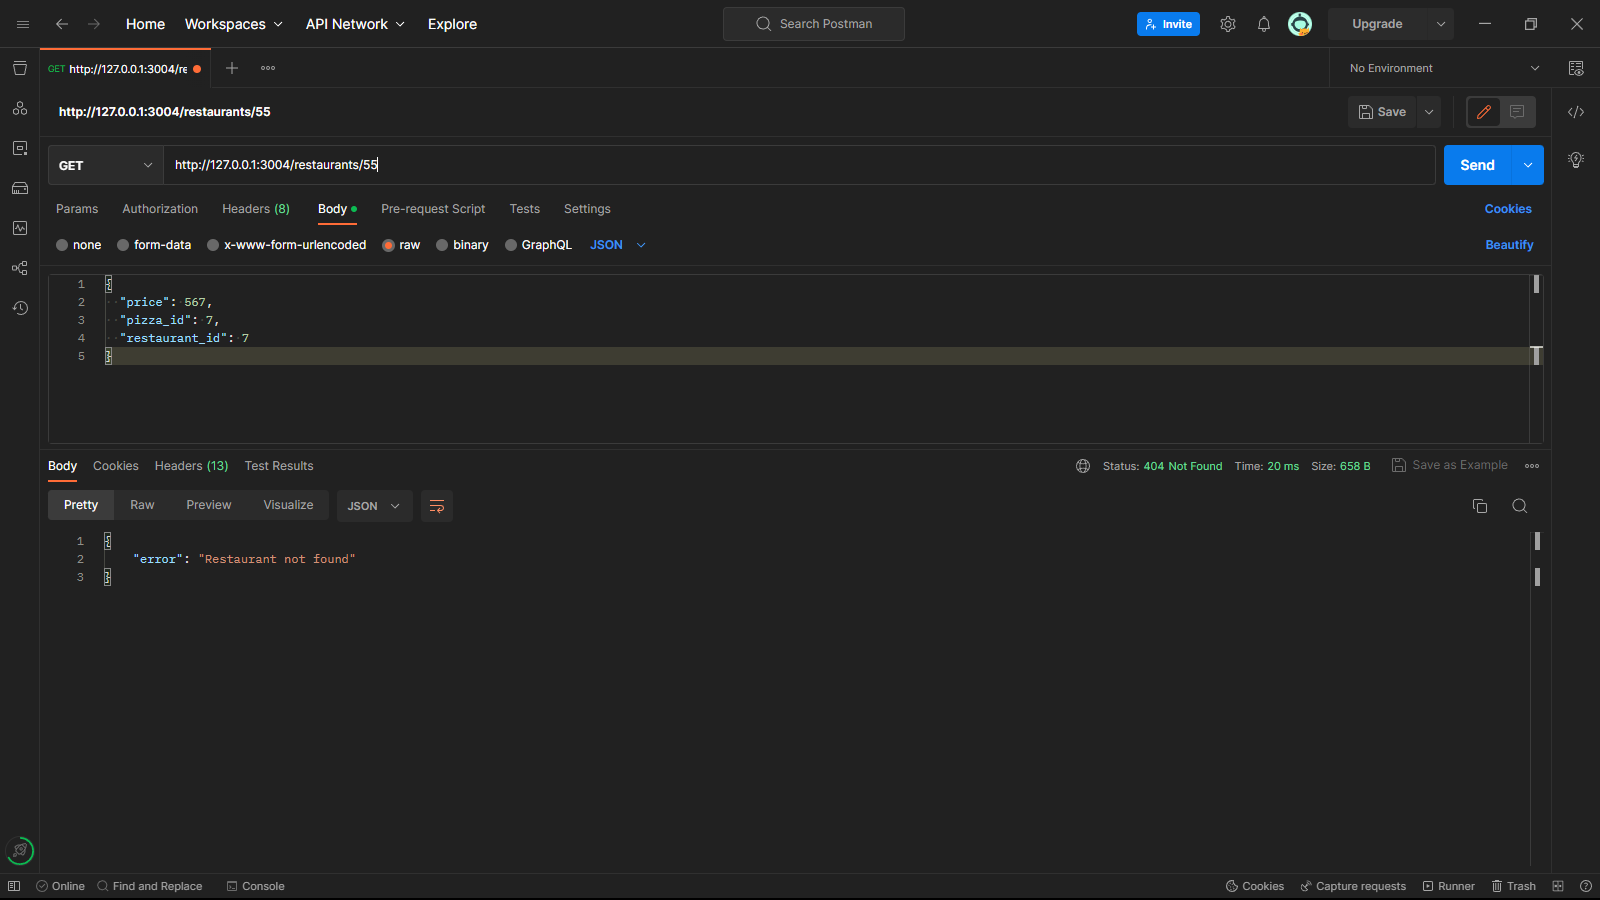 Home Workspaces API Network Explore Search Postman Invite Upgrade
GET http://127.0.0.1:3004/re No Environment
http://127.0.0.1:3004/restaurants/55 Save
GET http://127.0.0.1:3004/restaurants/55 Send
Params Authorization Headers (8) Body Pre-request Script Tests Settings Cookies
none form-data x-www-form-urlencoded raw binary GraphQL JSON Beautify
1 {
2 "price": 567,
3 "pizza_id": 7,
4 "restaurant_id": 7
5 }
Body Cookies Headers (13) Test Results Status: 404 Not Found Time: 20 ms Size: 658 B Save as Example
Pretty Raw Preview Visualize JSON
1 {
2 "error": "Restaurant not found"
3 }
Online Find and Replace Console Cookies Capture requests Runner Trash